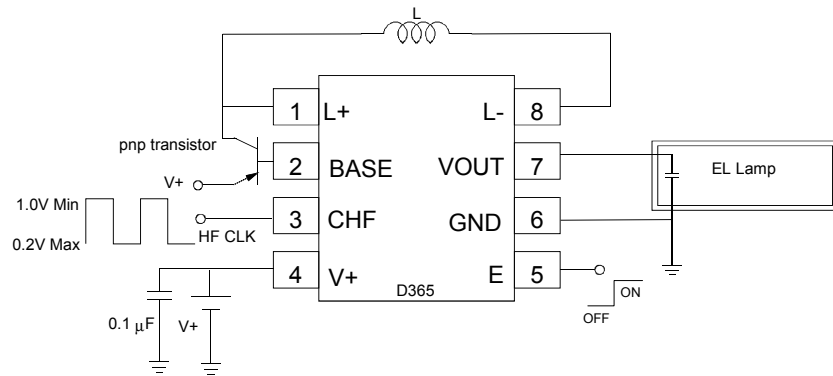 L
1 L+ L- 8
pnp transistor
2 BASE VOUT 7
EL Lamp
V+
1.0V Min
3 CHF GND 6
HF CLK
0.2V Max
4 V+ E 5
D365
ON
OFF
0.1 μF
V+